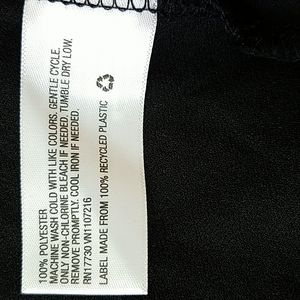 100% POLYESTER
MACHINE WASH COLD WITH LIKE COLORS. GENTLE CYCLE.
ONLY NON-CHLORINE BLEACH IF NEEDED. TUMBLE DRY LOW.
REMOVE PROMPTLY. COOL IRON IF NEEDED.
RN17730 VN1107216
LABEL MADE FROM 100% RECYCLED PLASTIC